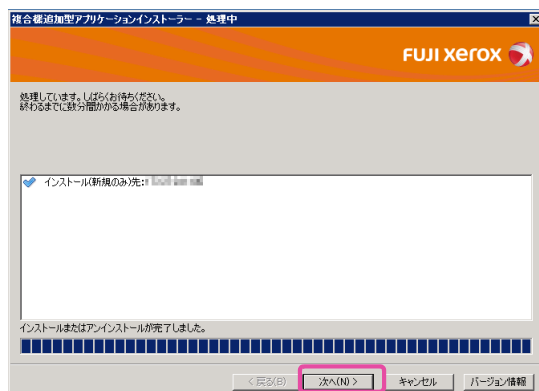 複合機追加型アプリケーションインストーラー - 処理中
FUJI xerox
処理しています。しばらくお待ちください。
終わるまでに数分間かかる場合があります。
インストール(新規のみ)先:
インストールまたはアンインストールが完了しました。
< 戻る(B) 次へ(N) > キャンセル バージョン情報